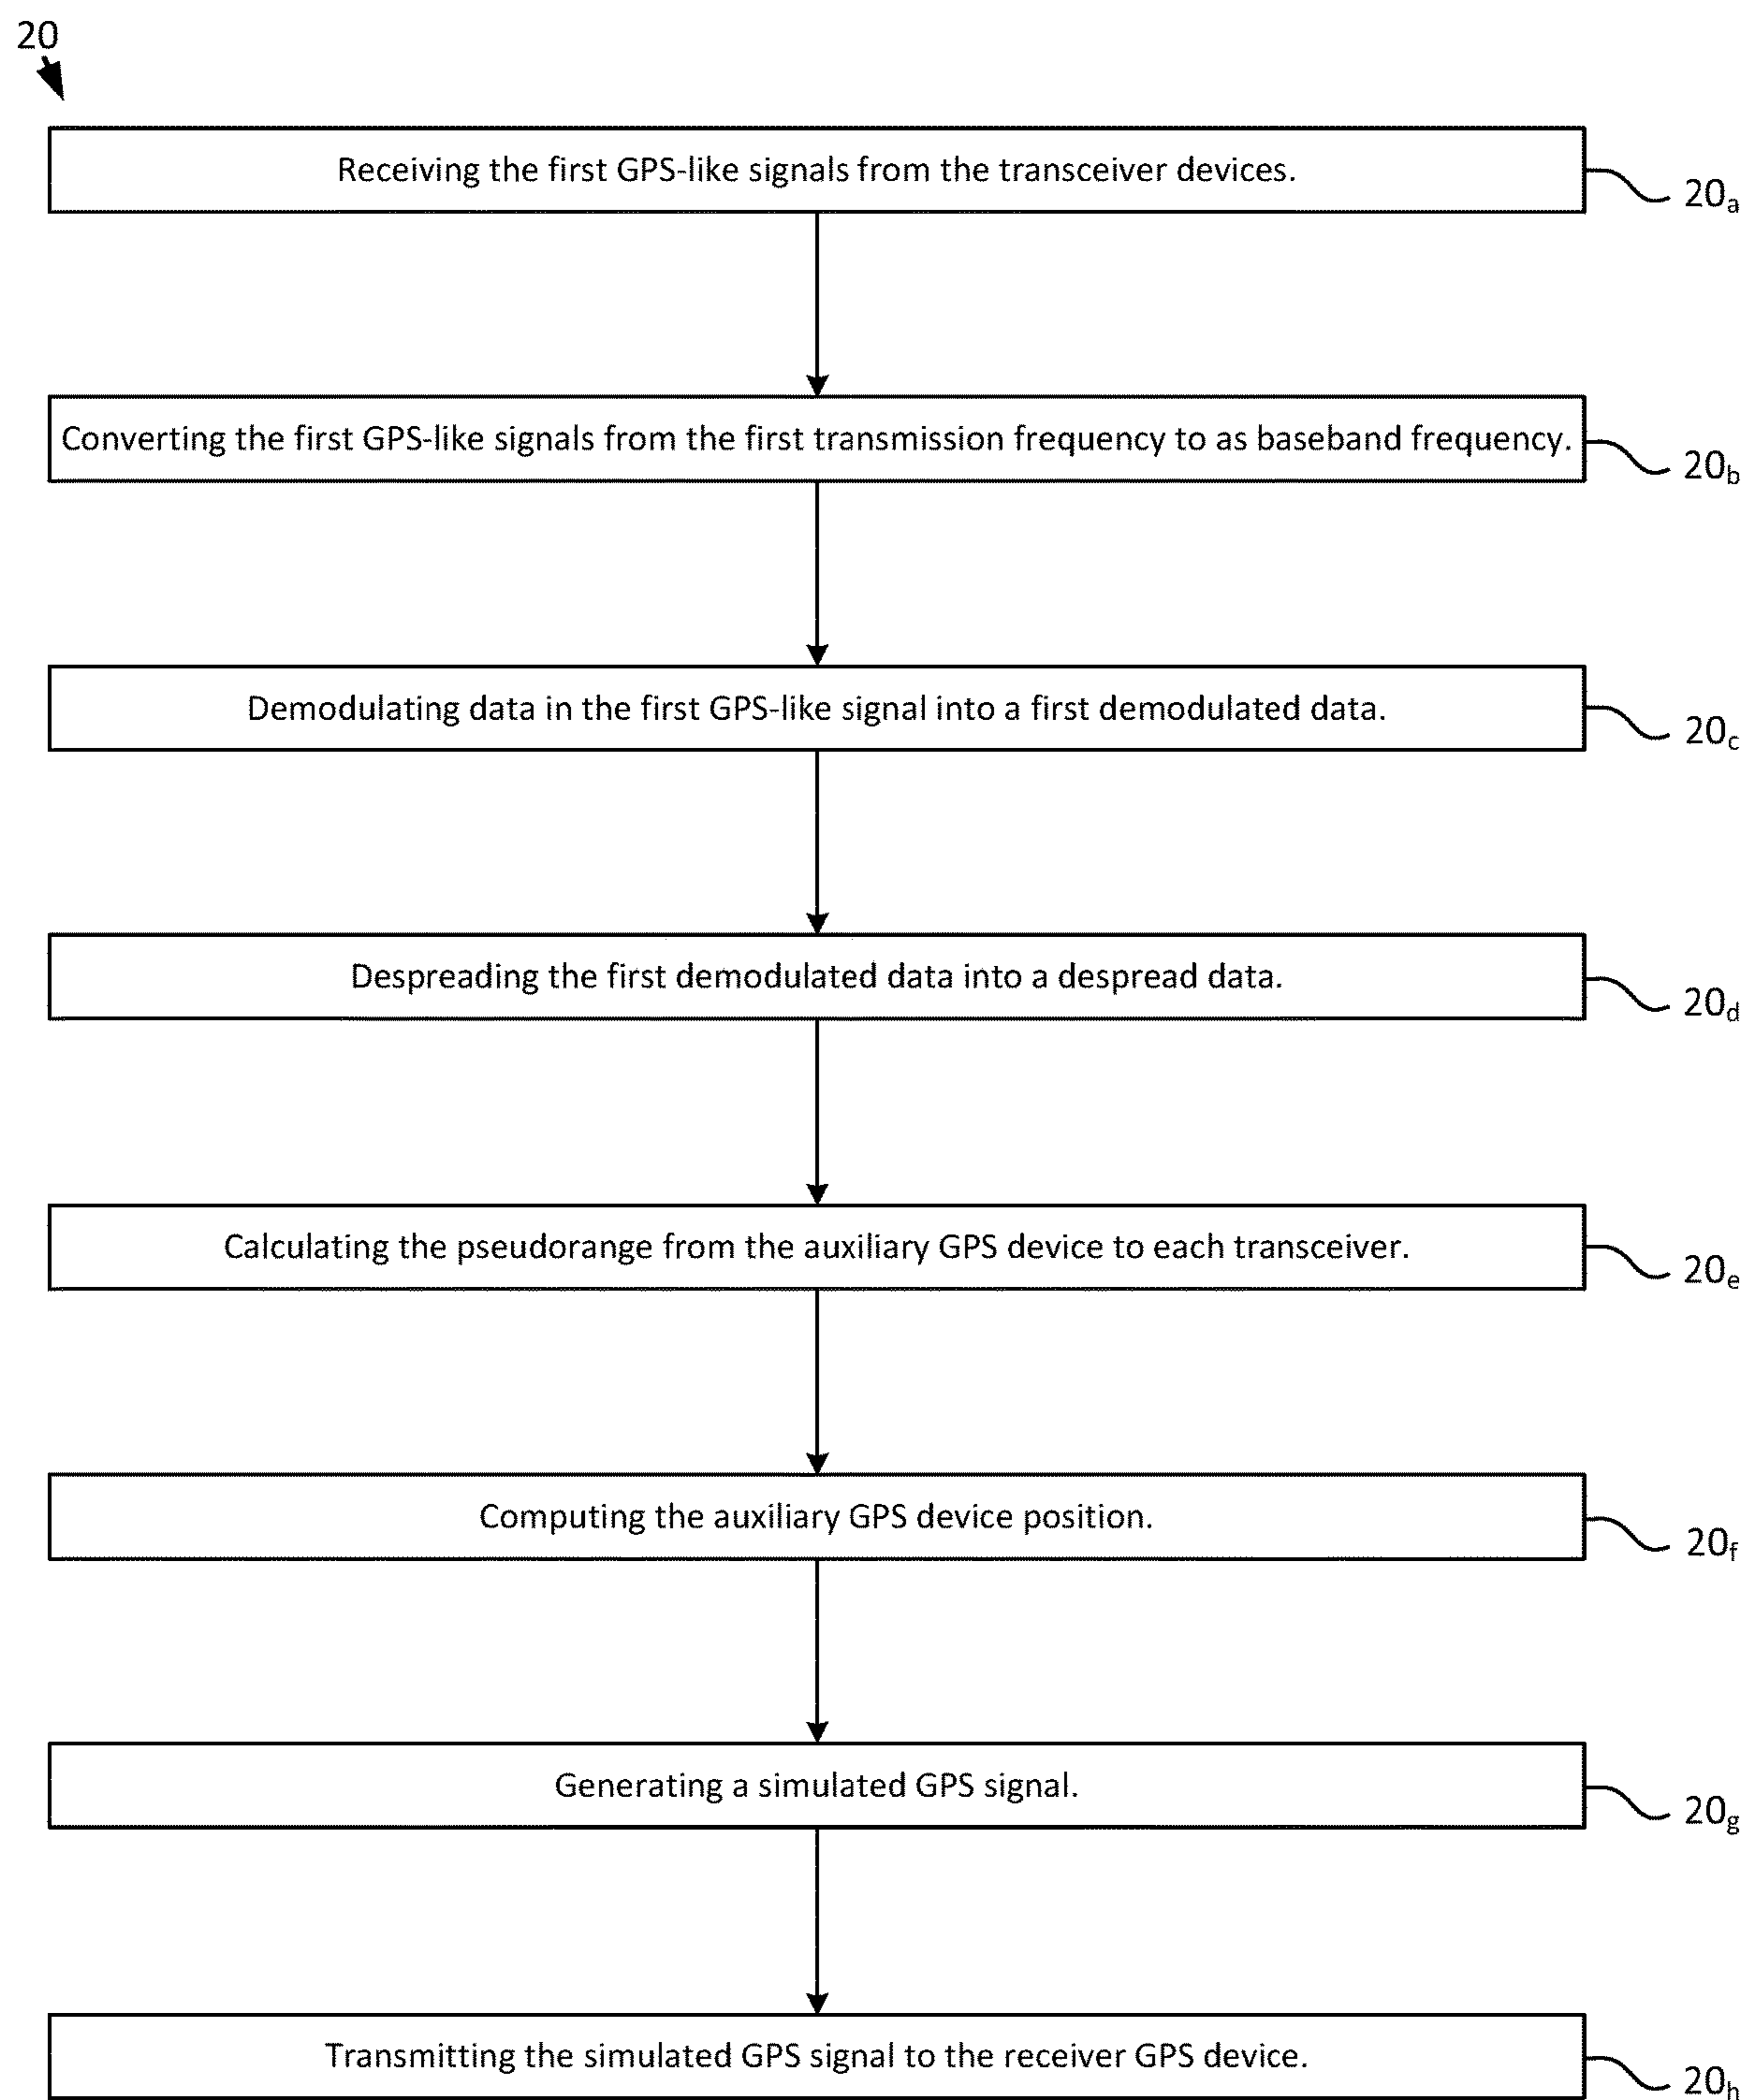 20
Receiving the first GPS-like signals from the transceiver devices.
20a
Converting the first GPS-like signals from the first transmission frequency to as baseband frequency.
20b
Demodulating data in the first GPS-like signal into a first demodulated data.
20c
Despreading the first demodulated data into a despread data.
20d
Calculating the pseudorange from the auxiliary GPS device to each transceiver.
20e
Computing the auxiliary GPS device position.
20f
Generating a simulated GPS signal.
20g
Transmitting the simulated GPS signal to the receiver GPS device.
20h